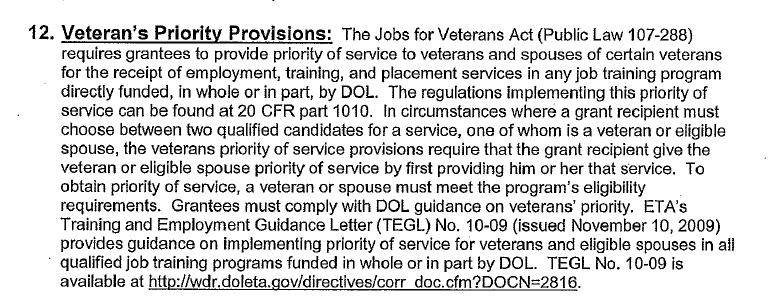 12. Veteran's Priority Provisions: The Jobs for Veterans Act (Public Law 107-288)
requires grantees to provide priority of service to veterans and spouses of certain veterans
for the receipt of employment, training, and placement services in any job training program
directly funded, in whole or in part, by DOL. The regulations implementing this priority of
service can be found at 20 CFR part 1010. In circumstances where a grant recipient must
choose between two qualified candidates for a service, one of whom is a veteran or eligible
spouse, the veterans priority of service provisions require that the grant recipient give the
veteran or eligible spouse priority of service by first providing him or her that service. To
obtain priority of service, a veteran or spouse must meet the program's eligibility
requirements. Grantees must comply with DOL guidance on veterans' priority. ETA's
Training and Employment Guidance Letter (TEGL) No. 10-09 (issued November 10, 2009)
provides guidance on implementing priority of service for veterans and eligible spouses in all
qualified job training programs funded in whole or in part by DOL. TEGL No. 10-09 is
available at http://wdr.doleta.gov/directives/corr_doc.cfm?DOCN=2816.